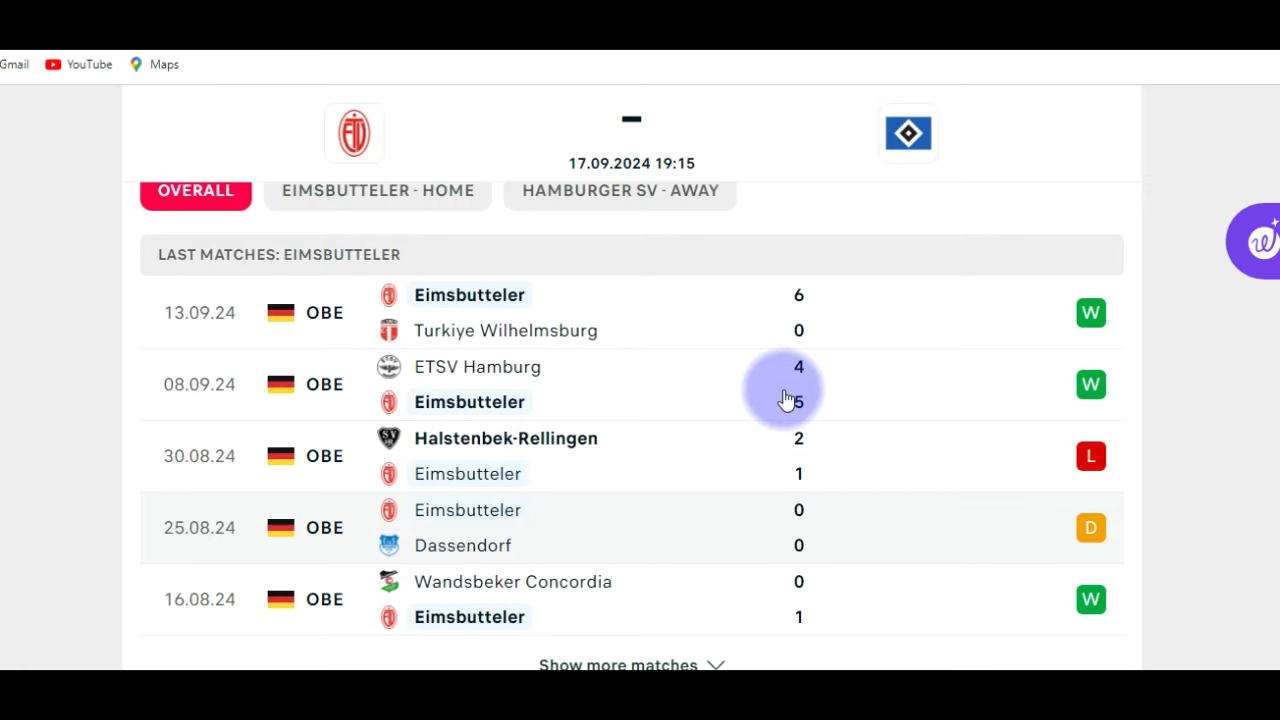 Gmail YouTube Maps
17.09.2024 19:15
OVERALL EIMSBUTTELER - HOME HAMBURGER SV - AWAY
LAST MATCHES: EIMSBUTTELER
13.09.24 OBE Eimsbutteler 6 W
Turkiye Wilhelmsburg 0
08.09.24 OBE ETSV Hamburg 4 W
Eimsbutteler 5
30.08.24 OBE Halstenbek-Rellingen 2 L
Eimsbutteler 1
25.08.24 OBE Eimsbutteler 0 D
Dassendorf 0
16.08.24 OBE Wandsbeker Concordia 0 W
Eimsbutteler 1
Show more matches